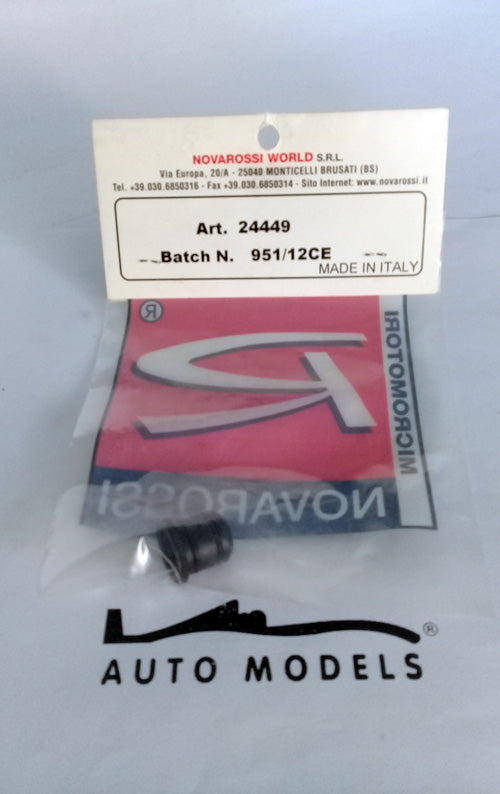 NOVAROSSI WORLD S.R.L.
Via Europa, 20/A - 25040 MONTICELLI BRUSATI (BS)
Tel. +39.030.6850316 - Fax +39.030.6850314 - Sito Internet: www.novarossi.it
Art. 24449
Batch N. 951/12CE
MADE IN ITALY
®
MICROMOTORI
NOVAROSSI
®
AUTO MODELS